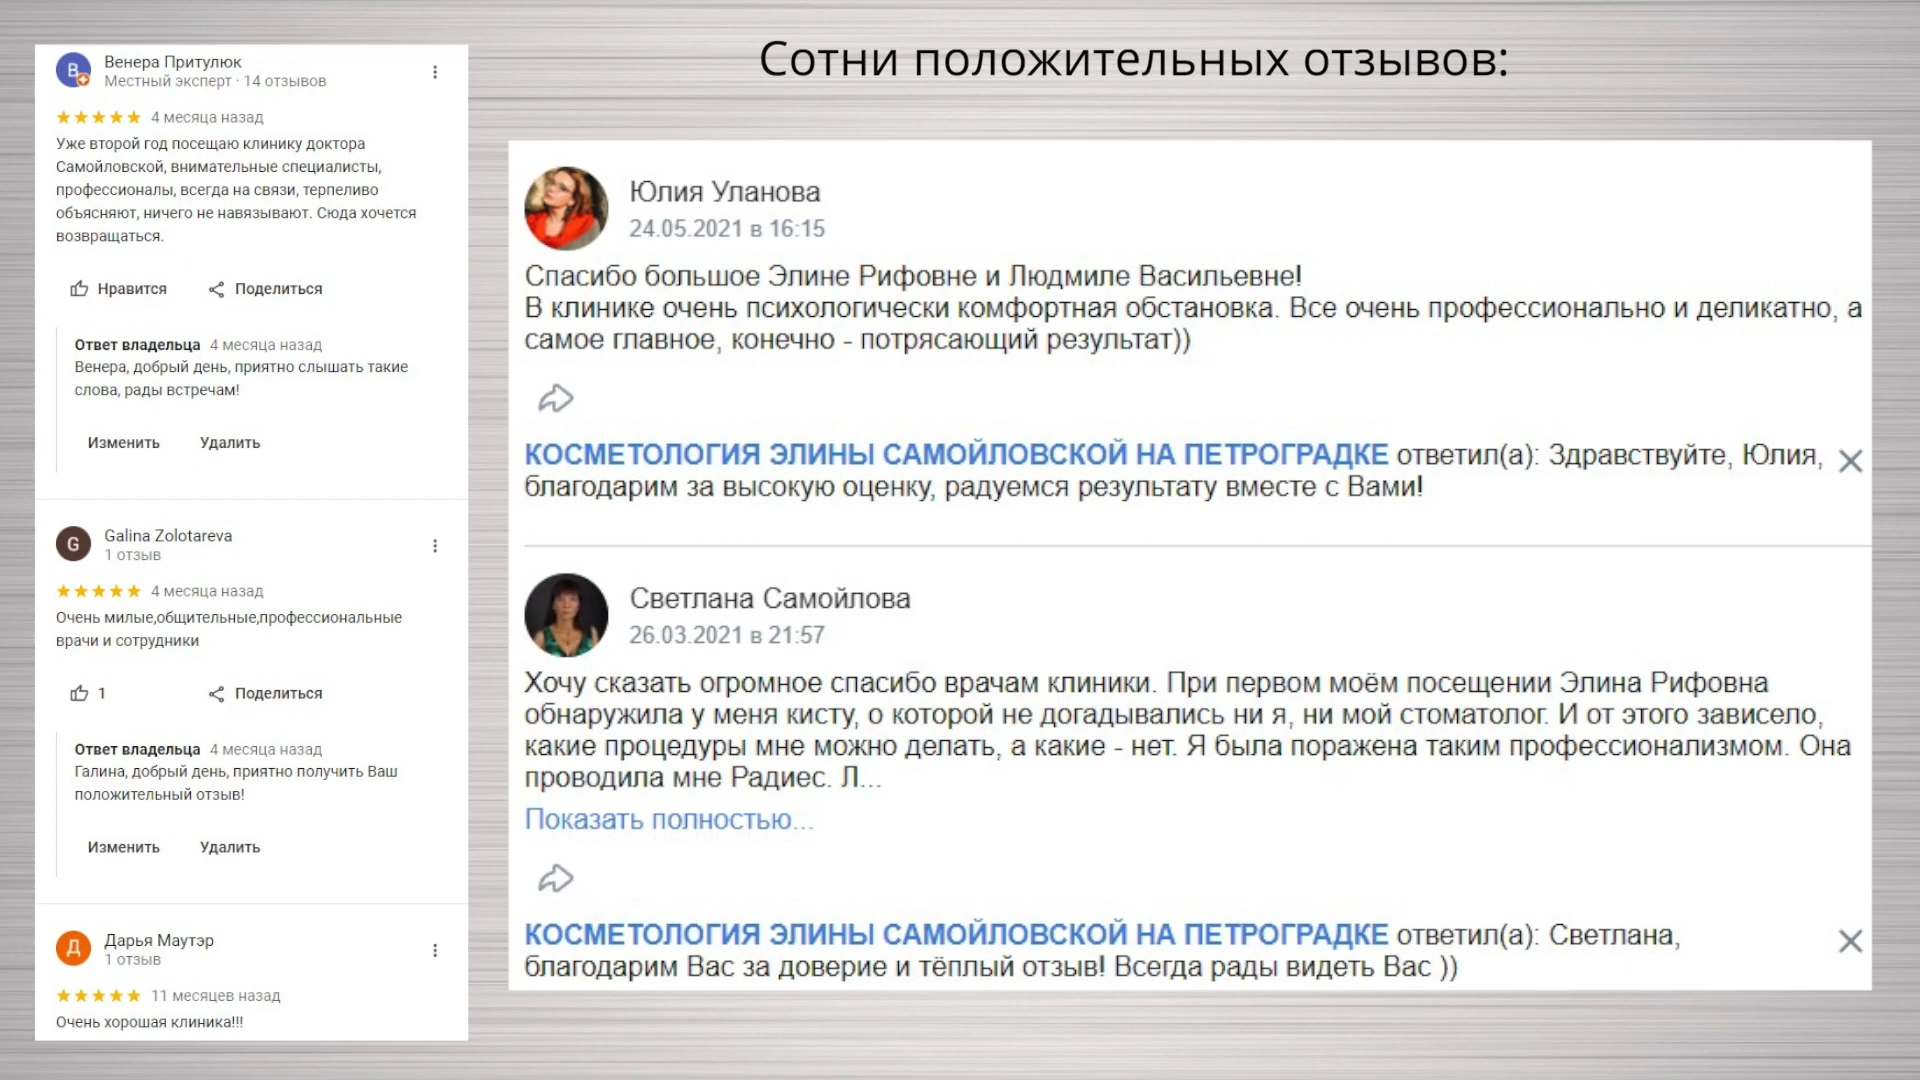 Сотни положительных отзывов:
В
Венера Притулюк
Местный эксперт · 14 отзывов
4 месяца назад
Уже второй год посещаю клинику доктора
Самойловской, внимательные специалисты,
профессионалы, всегда на связи, терпеливо
объясняют, ничего не навязывают. Сюда хочется
возвращаться.
Нравится Поделиться
Ответ владельца 4 месяца назад
Венера, добрый день, приятно слышать такие
слова, рады встречам!
Изменить Удалить
G
Galina Zolotareva
1 отзыв
4 месяца назад
Очень милые,общительные,профессиональные
врачи и сотрудники
1 Поделиться
Ответ владельца 4 месяца назад
Галина, добрый день, приятно получить Ваш
положительный отзыв!
Изменить Удалить
Д
Дарья Маутэр
1 отзыв
11 месяцев назад
Очень хорошая клиника!!!
Юлия Уланова
24.05.2021 в 16:15
Спасибо большое Элине Рифовне и Людмиле Васильевне!
В клинике очень психологически комфортная обстановка. Все очень профессионально и деликатно, а
самое главное, конечно - потрясающий результат))
КОСМЕТОЛОГИЯ ЭЛИНЫ САМОЙЛОВСКОЙ НА ПЕТРОГРАДКЕ ответил(а): Здравствуйте, Юлия,
благодарим за высокую оценку, радуемся результату вместе с Вами!
Светлана Самойлова
26.03.2021 в 21:57
Хочу сказать огромное спасибо врачам клиники. При первом моём посещении Элина Рифовна
обнаружила у меня кисту, о которой не догадывались ни я, ни мой стоматолог. И от этого зависело,
какие процедуры мне можно делать, а какие - нет. Я была поражена таким профессионализмом. Она
проводила мне Радиес. Л...
Показать полностью...
КОСМЕТОЛОГИЯ ЭЛИНЫ САМОЙЛОВСКОЙ НА ПЕТРОГРАДКЕ ответил(а): Светлана,
благодарим Вас за доверие и тёплый отзыв! Всегда рады видеть Вас ))